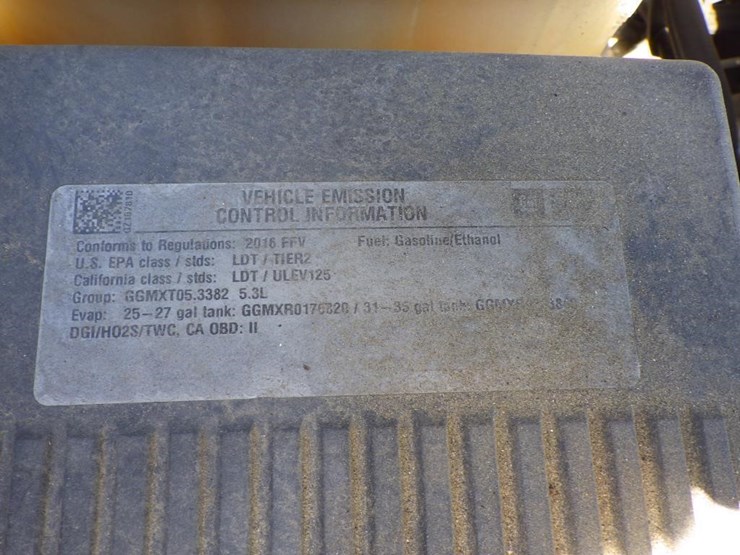 VEHICLE EMISSION
CONTROL INFORMATION
Conforms to Regulations: 2016 FFV Fuel: Gasoline/Ethanol
U.S. EPA class / stds: LDT / TIER2
California class / stds: LDT / ULEV125
Group: GGMXT05.3382 5.3L
Evap: 25-27 gal tank: GGMXR0176820 / 31-35 gal tank:
DGI/HO2S/TWC, CA OBD: II